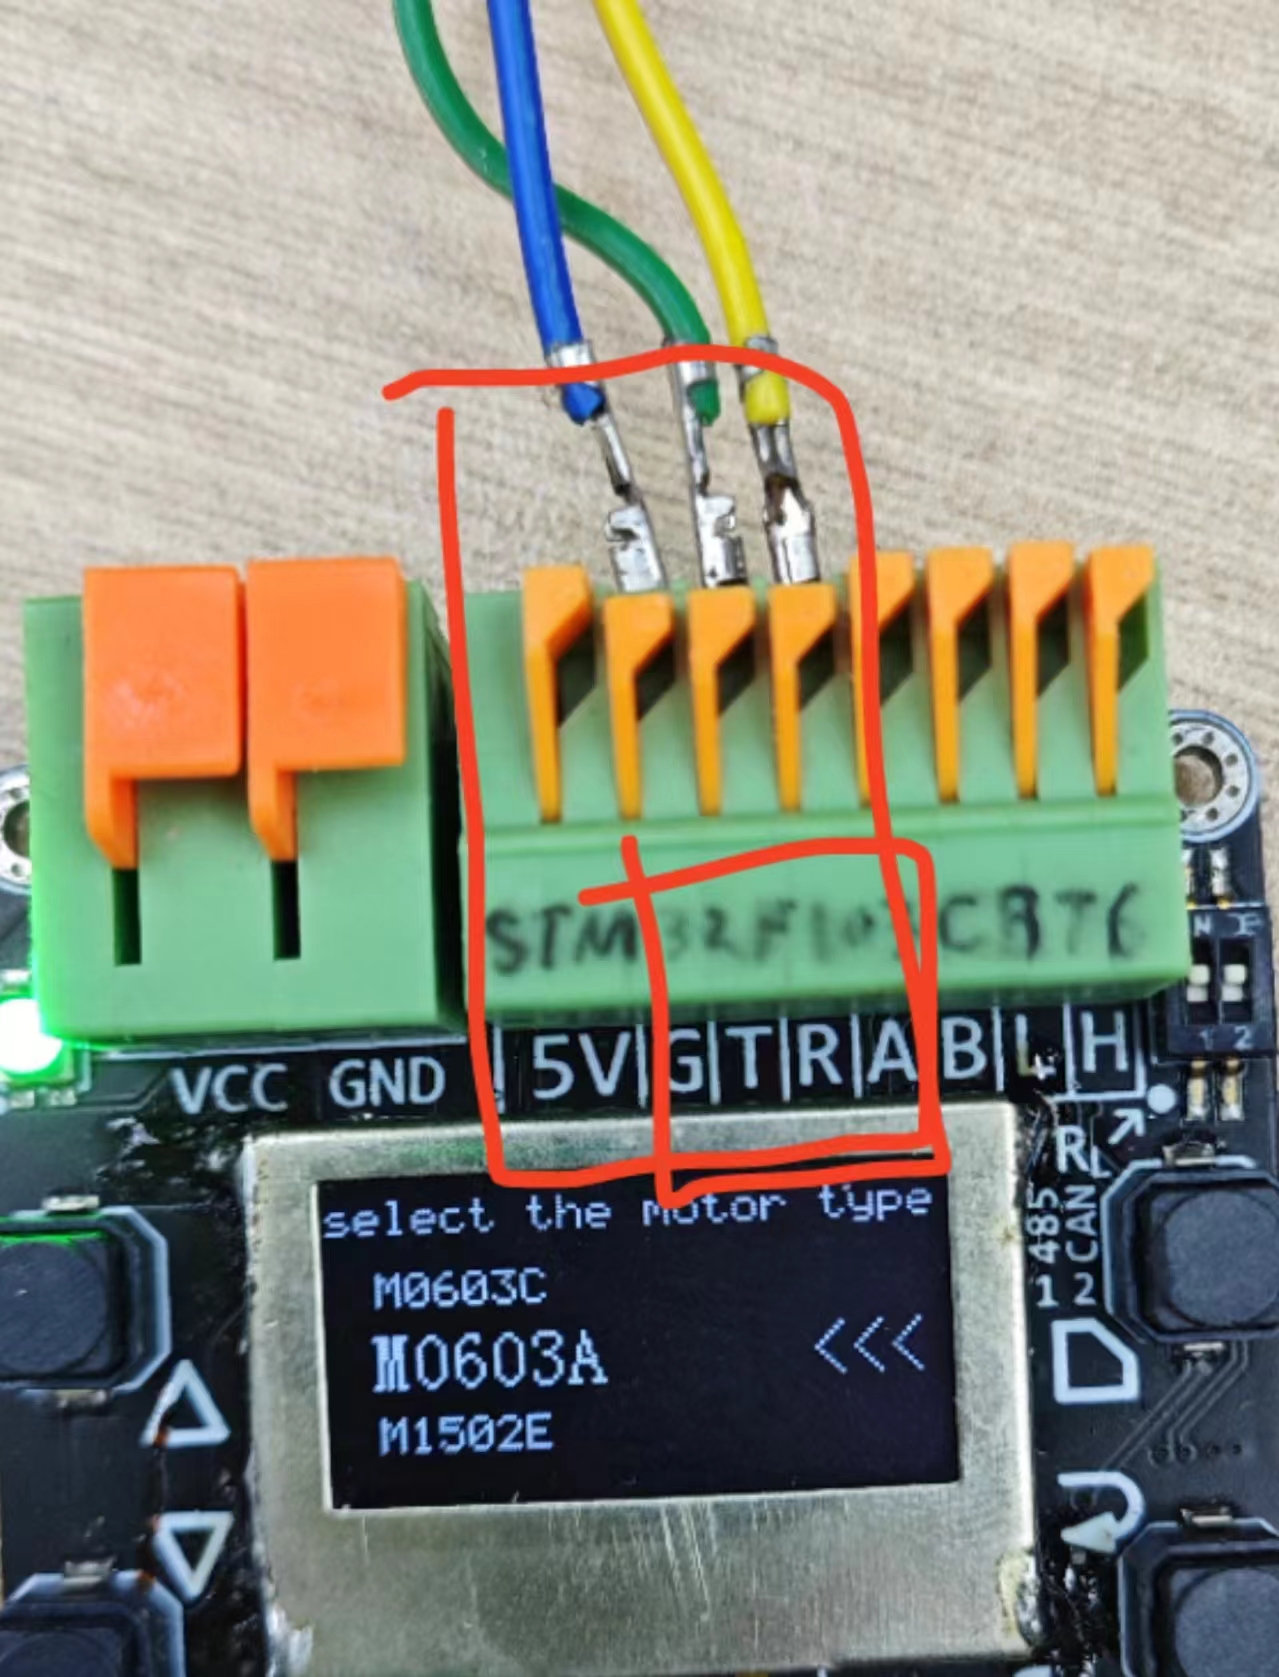 STM32F103CBT6
VCC GND 5V G T R A B L H
N
1 2
R
L
485
CAN
1 2
select the motor type
M0603C
M0603A <<<
M1502E